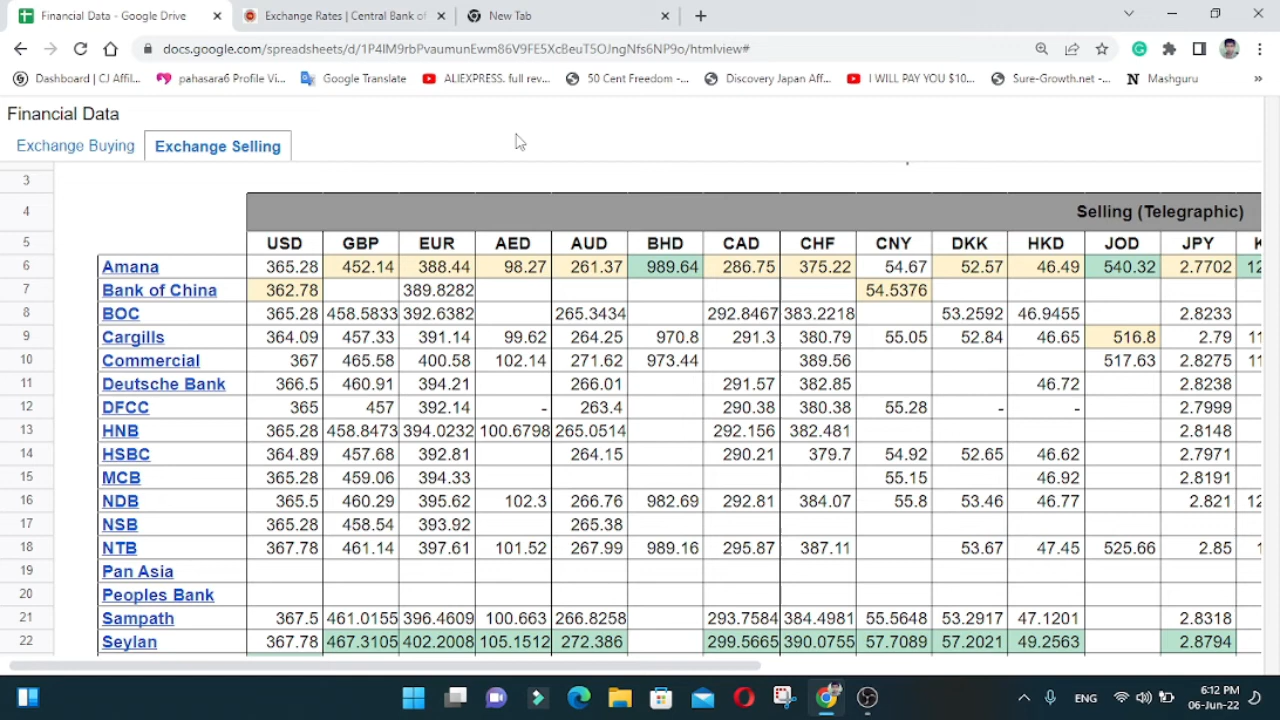 Financial Data - Google Drive
Exchange Rates | Central Bank of
New Tab
docs.google.com/spreadsheets/d/1P4lM9rbPvaumunEwm86V9FE5XcBeuT5OJngNfs6NP9o/htmlview#
Dashboard | CJ Affil... pahasara6 Profile Vi... Google Translate ALIEXPRESS. full rev... 50 Cent Freedom -... Discovery Japan Aff... I WILL PAY YOU $10... Sure-Growth.net -... Mashguru »
Financial Data
Exchange Buying Exchange Selling
3
4 Selling (Telegraphic)
5 USD GBP EUR AED AUD BHD CAD CHF CNY DKK HKD JOD JPY
6 Amana 365.28 452.14 388.44 98.27 261.37 989.64 286.75 375.22 54.67 52.57 46.49 540.32 2.7702 12
7 Bank of China 362.78 389.8282 54.5376
8 BOC 365.28 458.5833 392.6382 265.3434 292.8467 383.2218 53.2592 46.9455 2.8233
9 Cargills 364.09 457.33 391.14 99.62 264.25 970.8 291.3 380.79 55.05 52.84 46.65 516.8 2.79 11
10 Commercial 367 465.58 400.58 102.14 271.62 973.44 389.56 517.63 2.8275 11
11 Deutsche Bank 366.5 460.91 394.21 266.01 291.57 382.85 46.72 2.8238
12 DFCC 365 457 392.14 - 263.4 290.38 380.38 55.28 - - 2.7999
13 HNB 365.28 458.8473 394.0232 100.6798 265.0514 292.156 382.481 2.8148
14 HSBC 364.89 457.68 392.81 264.15 290.21 379.7 54.92 52.65 46.62 2.7971
15 MCB 365.28 459.06 394.33 55.15 46.92 2.8191
16 NDB 365.5 460.29 395.62 102.3 266.76 982.69 292.81 384.07 55.8 53.46 46.77 2.821 12
17 NSB 365.28 458.54 393.92 265.38
18 NTB 367.78 461.14 397.61 101.52 267.99 989.16 295.87 387.11 53.67 47.45 525.66 2.85 1
19 Pan Asia
20 Peoples Bank
21 Sampath 367.5 461.0155 396.4609 100.663 266.8258 293.7584 384.4981 55.5648 53.2917 47.1201 2.8318
22 Seylan 367.78 467.3105 402.2008 105.1512 272.386 299.5665 390.0755 57.7089 57.2021 49.2563 2.8794
ENG
6:12 PM
06-Jun-22